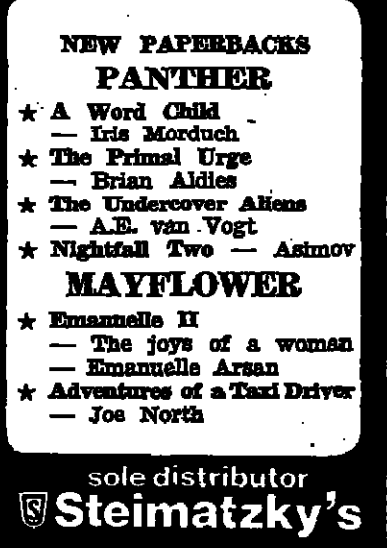 NEW PAPERBACKS
PANTHER
★ A Word Child
— Iris Morduch
★ The Primal Urge
— Brian Aldies
★ The Undercover Aliens
— A.E. van Vogt
★ Nightfall Two — Asimov
MAYFLOWER
★ Emanuelle II
— The joys of a woman
— Emanuelle Arsan
★ Adventures of a Taxi Driver
— Joe North
sole distributor
S Steimatzky's